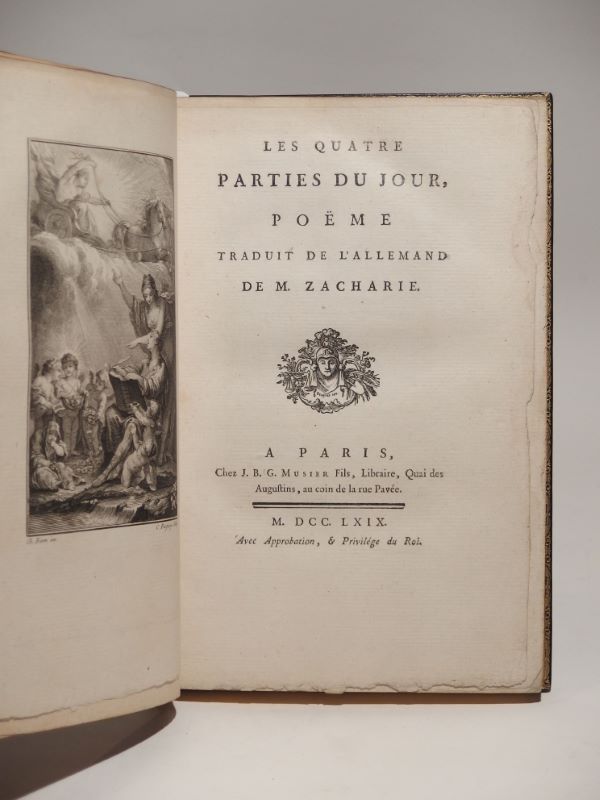 LES QUATRE
PARTIES DU JOUR,
POËME
TRADUIT DE L'ALLEMAND
DE M. ZACHARIE.
A PARIS,
Chez J. B. G. MUSIER Fils, Libraire, Quai des
Augustins, au coin de la rue Pavée.
M. DCC. LXIX.
Avec Approbation, & Privilége du Roi.